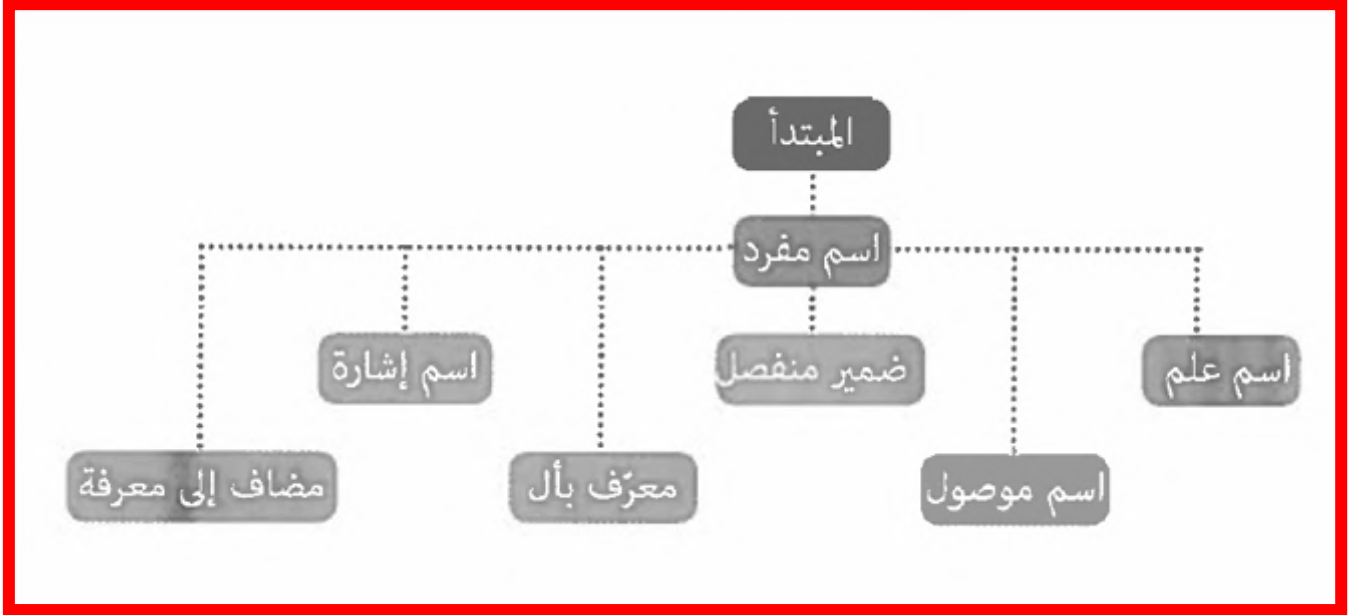 المبتدأ
اسم مفرد
اسم علم
ضمير منفصل
اسم إشارة
اسم موصول
معرّف بأل
مضاف إلى معرفة